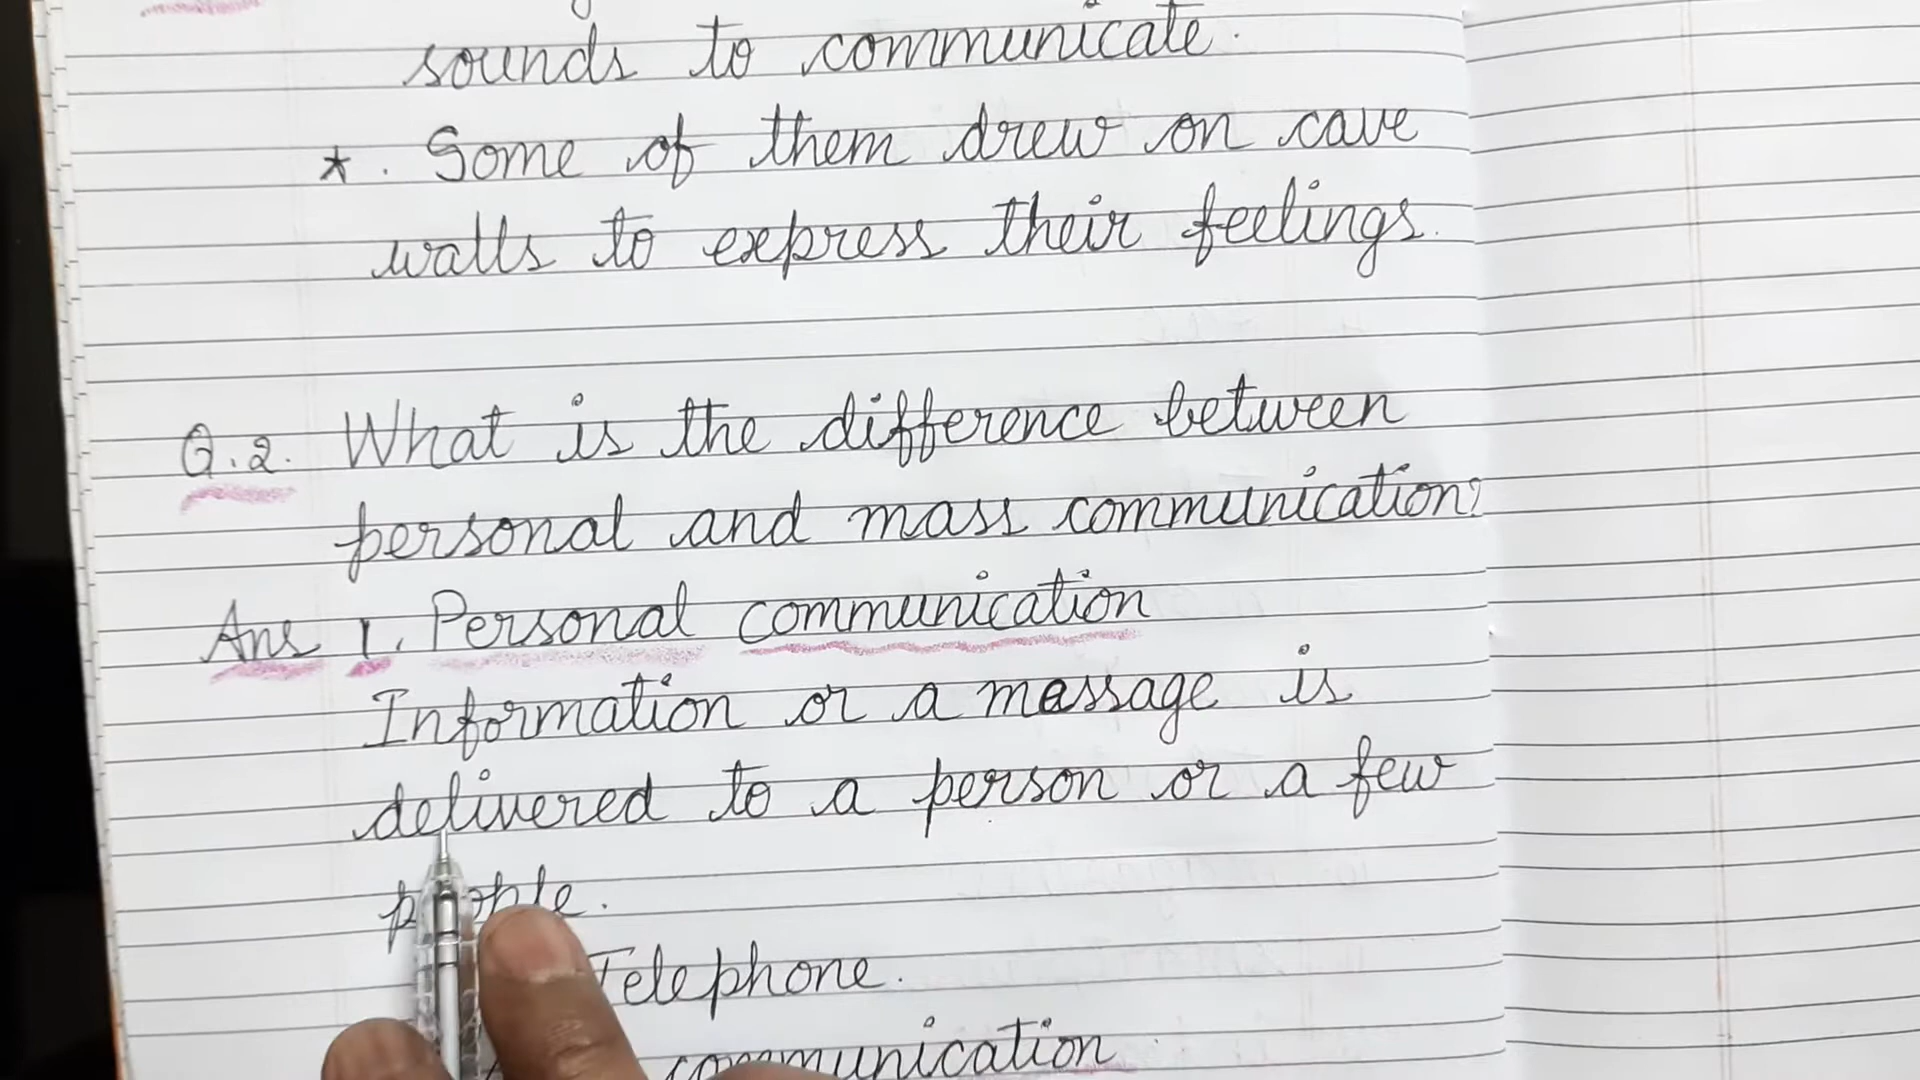 sounds to communicate.
*. Some of them drew on cave
walls to express their feelings.
Q.2. What is the difference between
personal and mass communication?
Ans 1. Personal communication
Information or a message is
delivered to a person or a few
people.
Telephone.
communication